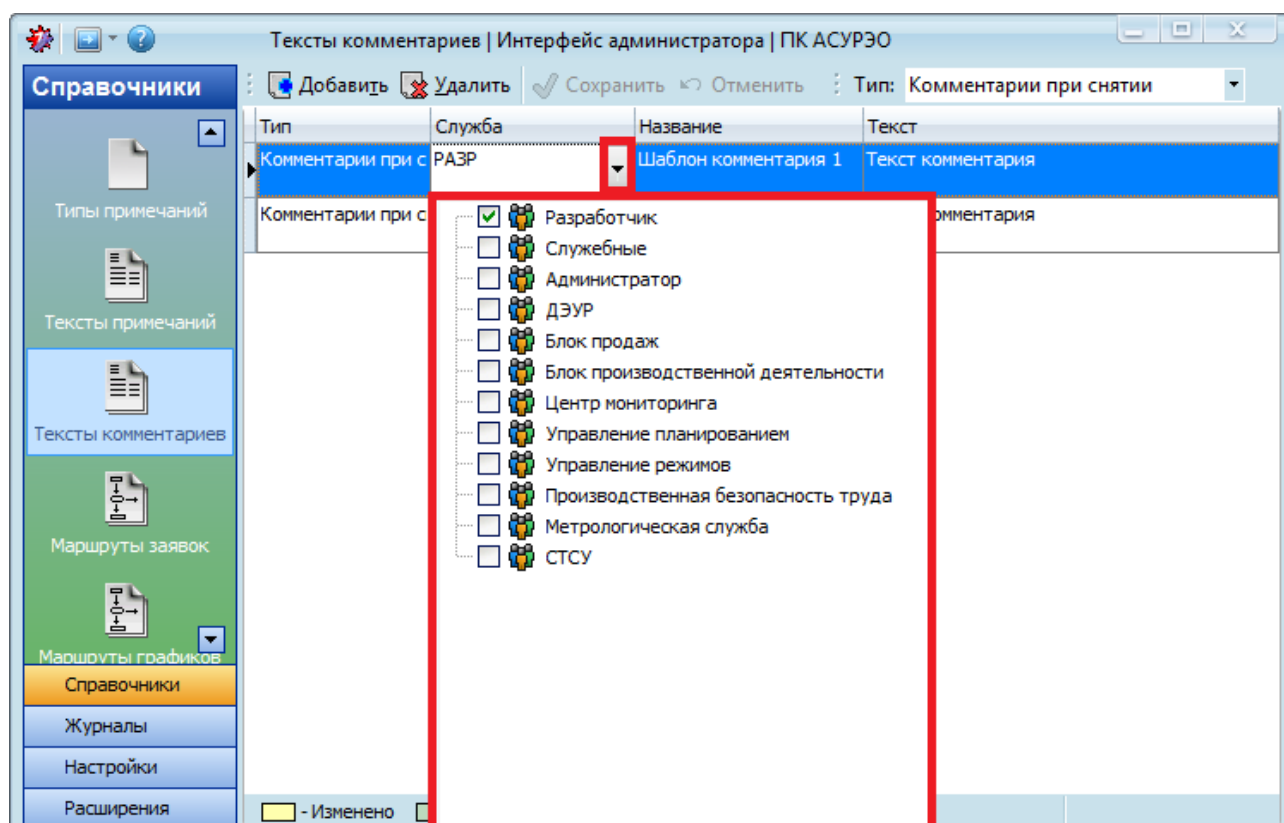 Тексты комментариев | Интерфейс администратора | ПК АСУРЭО
Справочники
Добавить Удалить Сохранить Отменить Тип: Комментарии при снятии
Тип Служба Название Текст
Комментарии при с РАЗР Шаблон комментария 1 Текст комментария
Комментарии при с омментария
Типы примечаний
Тексты примечаний
Тексты комментариев
Маршруты заявок
Маршруты графиков
Справочники
Журналы
Настройки
Расширения
Разработчик
Служебные
Администратор
ДЭУР
Блок продаж
Блок производственной деятельности
Центр мониторинга
Управление планированием
Управление режимов
Производственная безопасность труда
Метрологическая служба
СТСУ
- Изменено